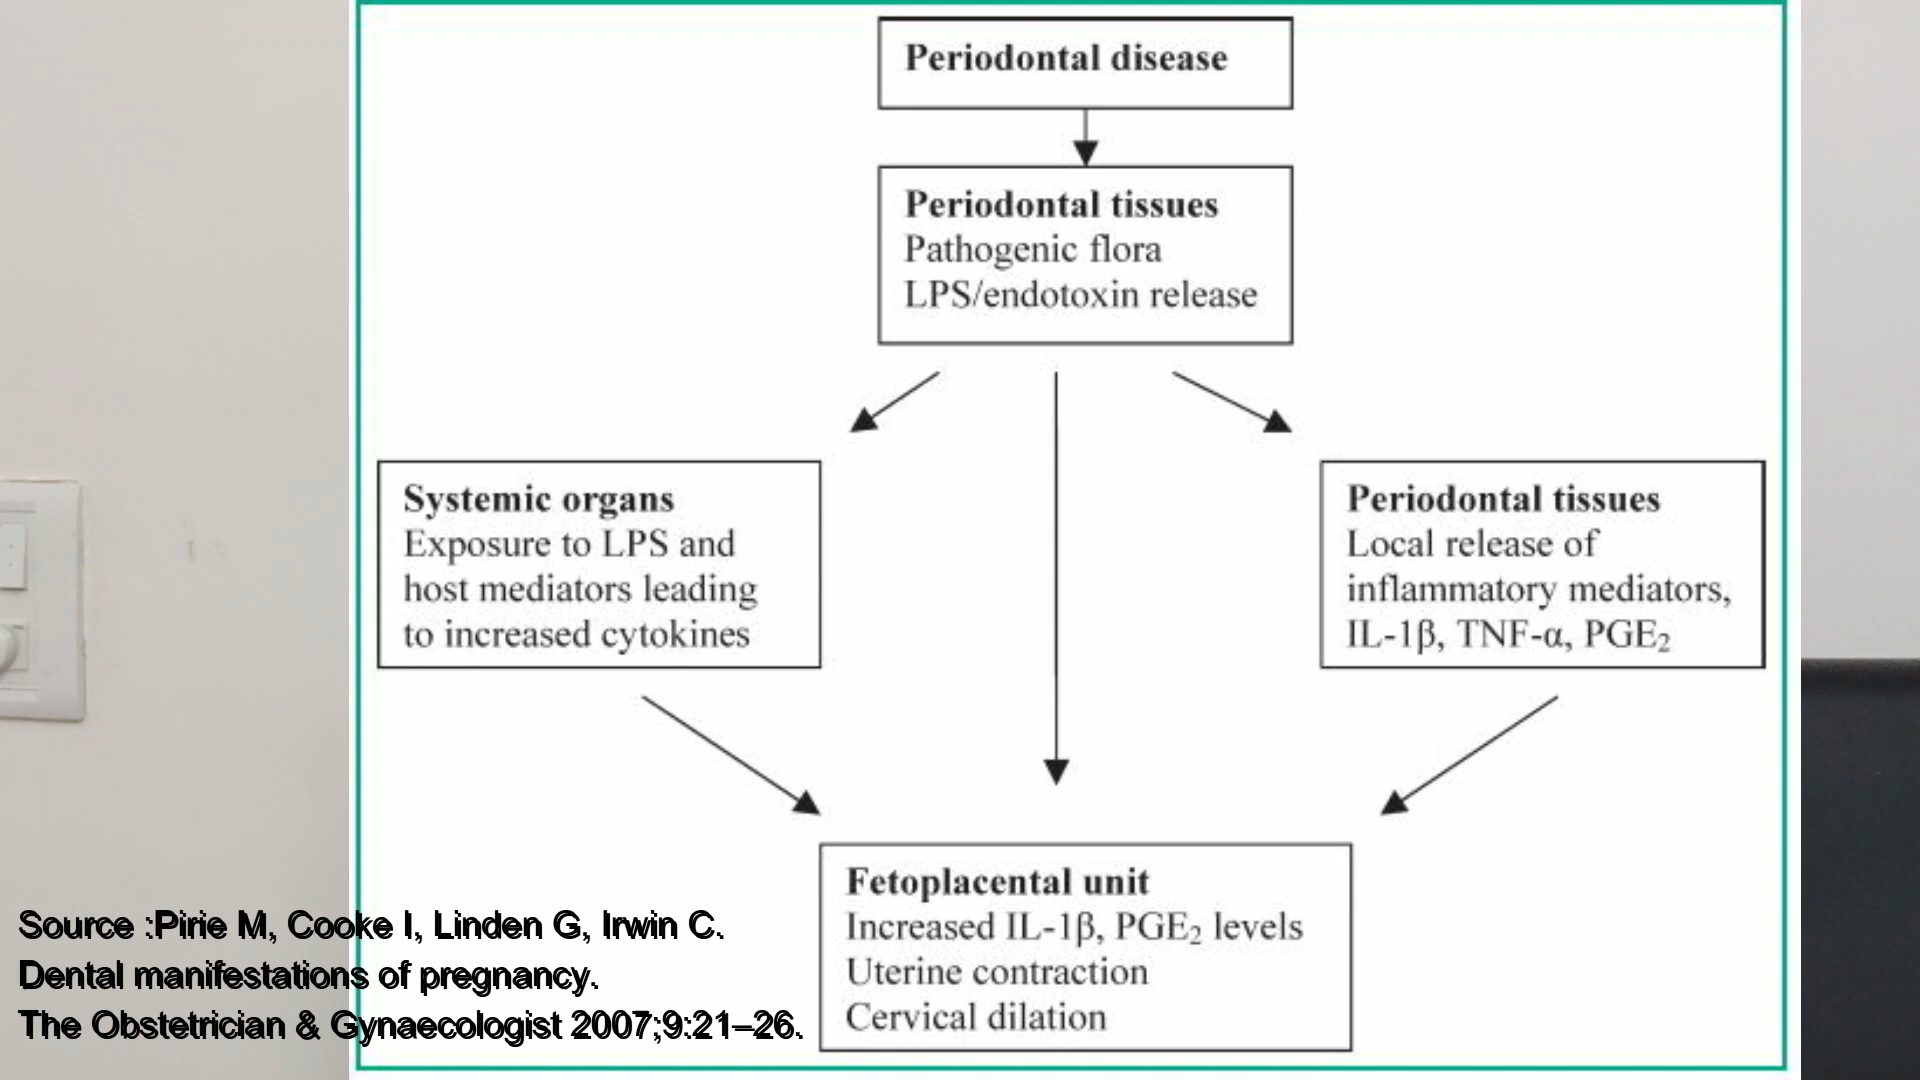 Periodontal disease
Periodontal tissues
Pathogenic flora
LPS/endotoxin release
Systemic organs
Exposure to LPS and
host mediators leading
to increased cytokines
Periodontal tissues
Local release of
inflammatory mediators,
IL-1β, TNF-α, PGE₂
Fetoplacental unit
Increased IL-1β, PGE₂ levels
Uterine contraction
Cervical dilation
Source :Pirie M, Cooke I, Linden G, Irwin C.
Dental manifestations of pregnancy.
The Obstetrician & Gynaecologist 2007;9:21–26.